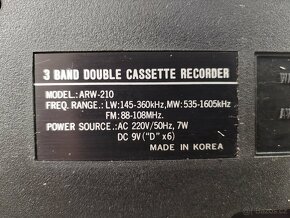 3 BAND DOUBLE CASSETTE RECORDER
MODEL.: ARW-210
FREQ. RANGE.: LW:145-360kHz, MW: 535-1605kHz
FM: 88-108MHz.
POWER SOURCE.: AC 220V/50Hz, 7W
DC 9V("D" x6)
MADE IN KOREA